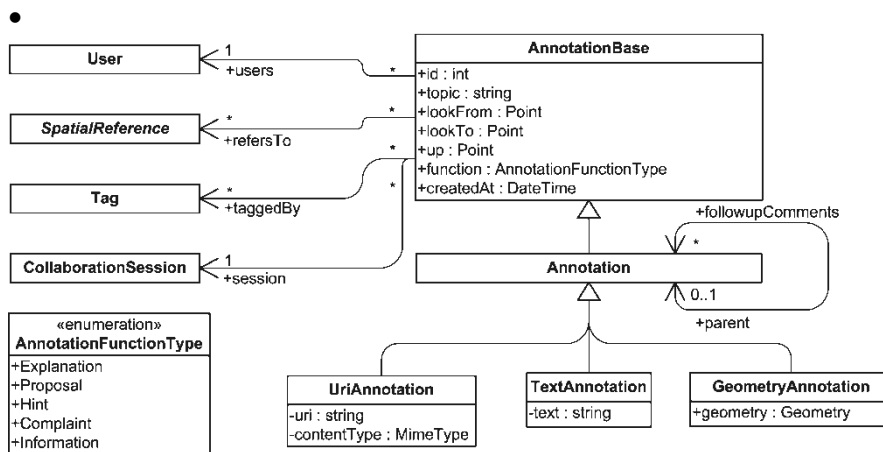 User
1
+users
*
AnnotationBase
+id : int
+topic : string
+lookFrom : Point
+lookTo : Point
+up : Point
+function : AnnotationFunctionType
+createdAt : DateTime
SpatialReference
*
+refersTo
*
Tag
*
+taggedBy
*
CollaborationSession
1
+session
*
+followupComments
*
Annotation
0..1
+parent
«enumeration»
AnnotationFunctionType
+Explanation
+Proposal
+Hint
+Complaint
+Information
UriAnnotation
-uri : string
-contentType : MimeType
TextAnnotation
-text : string
GeometryAnnotation
+geometry : Geometry